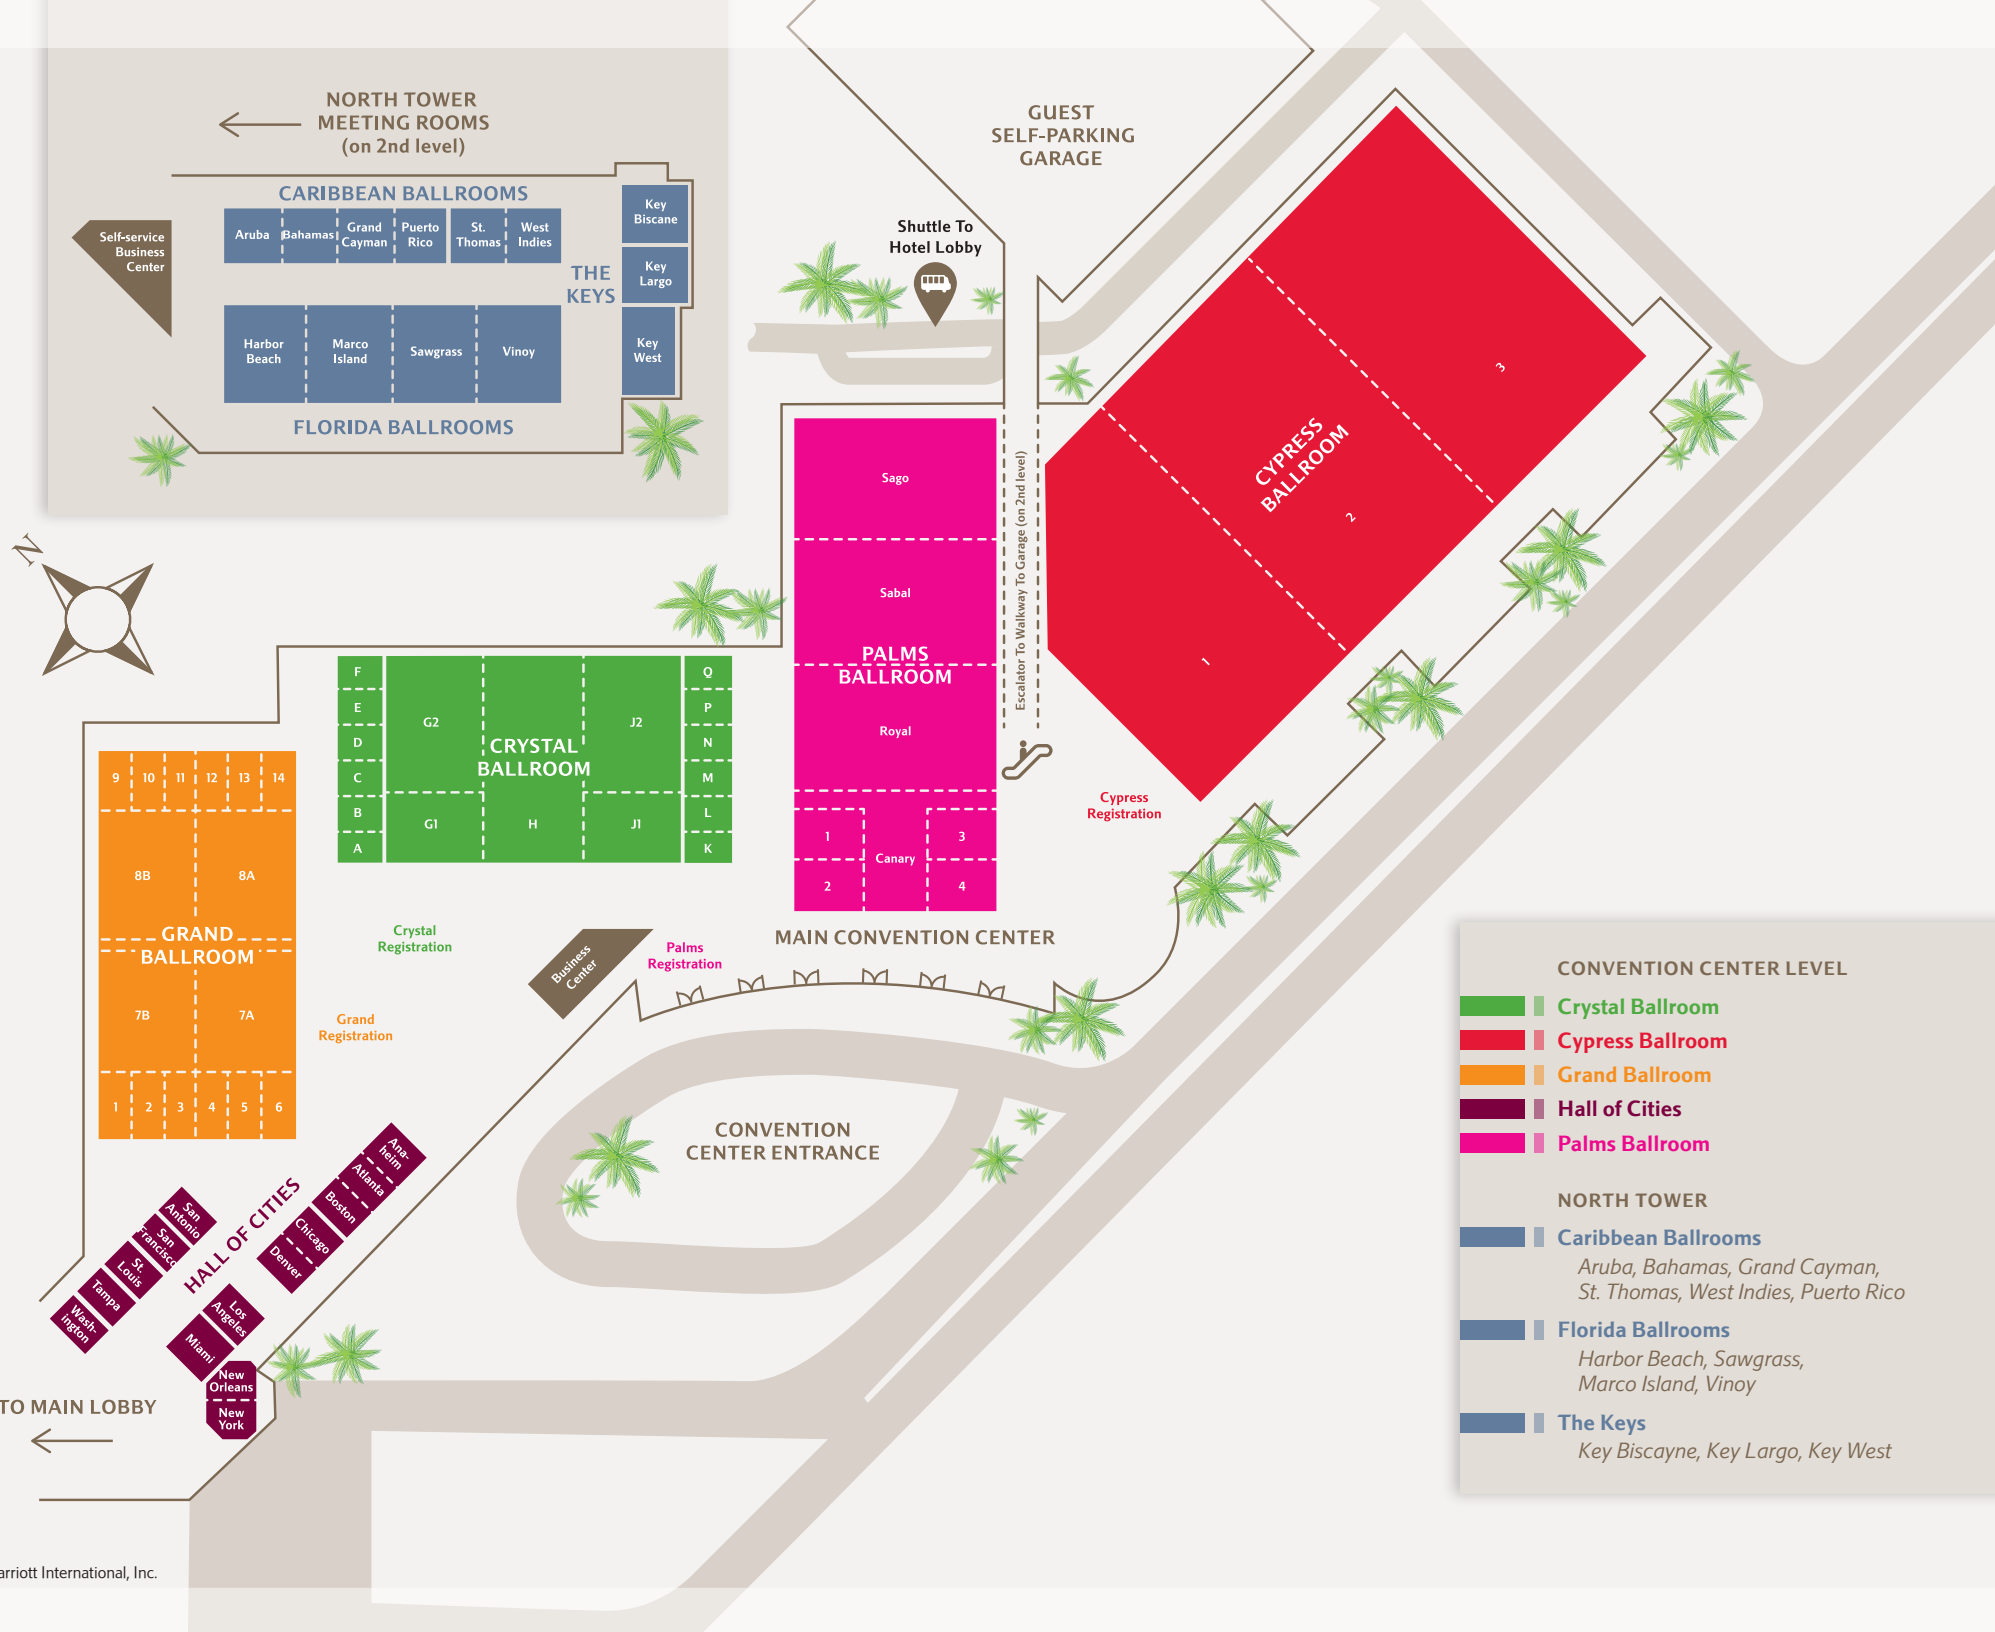 NORTH TOWER
MEETING ROOMS
(on 2nd level)
CARIBBEAN BALLROOMS
Self-service
Business
Center
Aruba
Bahamas
Grand
Cayman
Puerto
Rico
St.
Thomas
West
Indies
Key
Biscane
THE
KEYS
Key
Largo
Key
West
Harbor
Beach
Marco
Island
Sawgrass
Vinoy
FLORIDA BALLROOMS
GUEST
SELF-PARKING
GARAGE
Shuttle To
Hotel Lobby
N
Sago
Sabal
PALMS
BALLROOM
Royal
1
2
Canary
3
4
Escalator To Walkway To Garage (on 2nd level)
CYPRESS
BALLROOM
3
2
1
Cypress
Registration
F
E
D
C
B
A
G2
G1
CRYSTAL
BALLROOM
H
J2
J1
Q
P
N
M
L
K
9
10
11
12
13
14
8B
8A
GRAND
BALLROOM
7B
7A
1
2
3
4
5
6
Crystal
Registration
Business
Center
Palms
Registration
MAIN CONVENTION CENTER
Grand
Registration
CONVENTION
CENTER ENTRANCE
HALL OF CITIES
Ana-
heim
Atlanta
Boston
Chicago
Denver
San
Antonio
San
Francisco
St.
Louis
Tampa
Wash-
ington
Los
Angeles
Miami
New
Orleans
New
York
TO MAIN LOBBY
International, Inc.
CONVENTION CENTER LEVEL
Crystal Ballroom
Cypress Ballroom
Grand Ballroom
Hall of Cities
Palms Ballroom
NORTH TOWER
Caribbean Ballrooms
Aruba, Bahamas, Grand Cayman,
St. Thomas, West Indies, Puerto Rico
Florida Ballrooms
Harbor Beach, Sawgrass,
Marco Island, Vinoy
The Keys
Key Biscayne, Key Largo, Key West